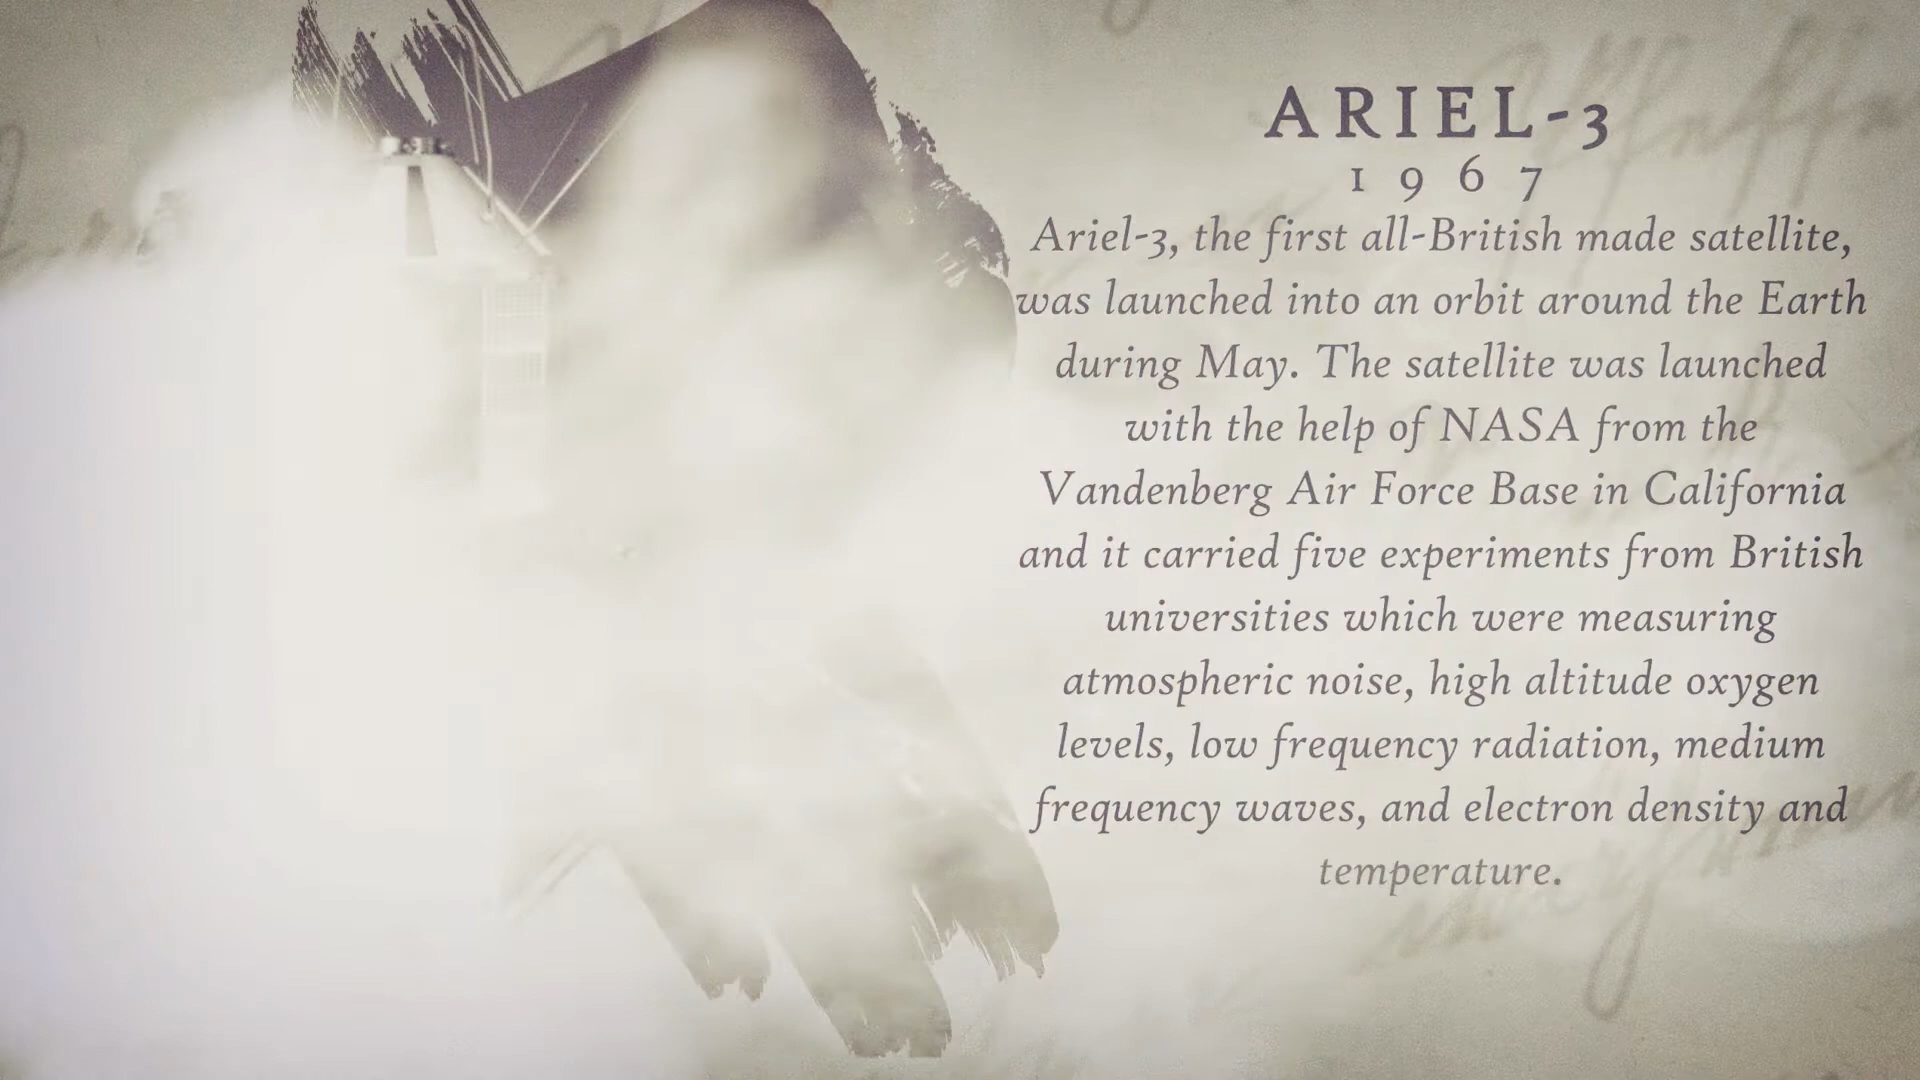 ARIEL-3
1967
Ariel-3, the first all-British made satellite,
was launched into an orbit around the Earth
during May. The satellite was launched
with the help of NASA from the
Vandenberg Air Force Base in California
and it carried five experiments from British
universities which were measuring
atmospheric noise, high altitude oxygen
levels, low frequency radiation, medium
frequency waves, and electron density and
temperature.